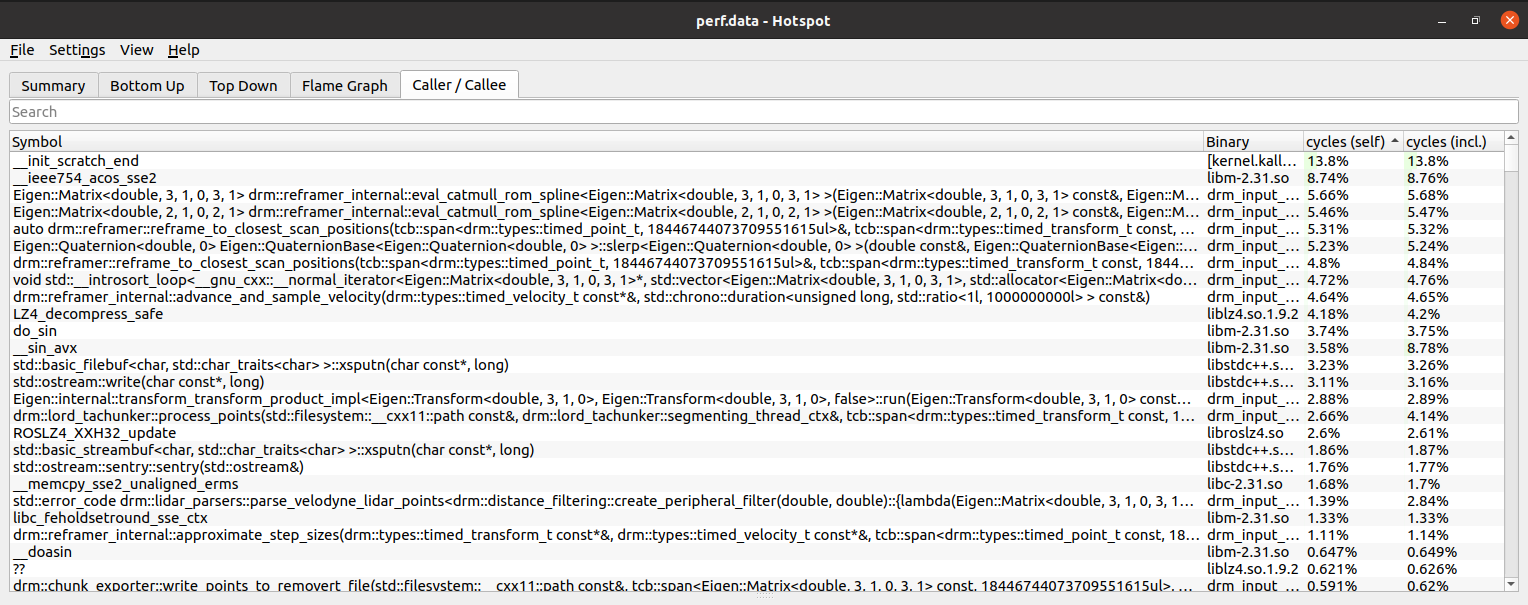 perf.data - Hotspot
File Settings View Help
Summary Bottom Up Top Down Flame Graph Caller / Callee
Search
Symbol Binary cycles (self) cycles (incl.)
__init_scratch_end [kernel.kall... 13.8% 13.8%
__ieee754_acos_sse2 libm-2.31.so 8.74% 8.76%
Eigen::Matrix<double, 3, 1, 0, 3, 1> drm::reframer_internal::eval_catmull_rom_spline<Eigen::Matrix<double, 3, 1, 0, 3, 1> >(Eigen::Matrix<double, 3, 1, 0, 3, 1> const&, Eigen::M... drm_input_... 5.66% 5.68%
Eigen::Matrix<double, 2, 1, 0, 2, 1> drm::reframer_internal::eval_catmull_rom_spline<Eigen::Matrix<double, 2, 1, 0, 2, 1> >(Eigen::Matrix<double, 2, 1, 0, 2, 1> const&, Eigen::M... drm_input_... 5.46% 5.47%
auto drm::reframer::reframe_to_closest_scan_positions(tcb::span<drm::types::timed_point_t, 18446744073709551615ul>&, tcb::span<drm::types::timed_transform_t const, ... drm_input_... 5.31% 5.32%
Eigen::Quaternion<double, 0> Eigen::QuaternionBase<Eigen::Quaternion<double, 0> >::slerp<Eigen::Quaternion<double, 0> >(double const&, Eigen::QuaternionBase<Eigen::... drm_input_... 5.23% 5.24%
drm::reframer::reframe_to_closest_scan_positions(tcb::span<drm::types::timed_point_t, 18446744073709551615ul>&, tcb::span<drm::types::timed_transform_t const, 1844... drm_input_... 4.8% 4.84%
void std::__introsort_loop<__gnu_cxx::__normal_iterator<Eigen::Matrix<double, 3, 1, 0, 3, 1>*, std::vector<Eigen::Matrix<double, 3, 1, 0, 3, 1>, std::allocator<Eigen::Matrix<do... drm_input_... 4.72% 4.76%
drm::reframer_internal::advance_and_sample_velocity(drm::types::timed_velocity_t const*&, std::chrono::duration<unsigned long, std::ratio<1l, 1000000000l> > const&) drm_input_... 4.64% 4.65%
LZ4_decompress_safe liblz4.so.1.9.2 4.18% 4.2%
do_sin libm-2.31.so 3.74% 3.75%
__sin_avx libm-2.31.so 3.58% 8.78%
std::basic_filebuf<char, std::char_traits<char> >::xsputn(char const*, long) libstdc++.s... 3.23% 3.26%
std::ostream::write(char const*, long) libstdc++.s... 3.11% 3.16%
Eigen::internal::transform_transform_product_impl<Eigen::Transform<double, 3, 1, 0>, Eigen::Transform<double, 3, 1, 0>, false>::run(Eigen::Transform<double, 3, 1, 0> const... drm_input_... 2.88% 2.89%
drm::lord_tachunker::process_points(std::filesystem::__cxx11::path const&, drm::lord_tachunker::segmenting_thread_ctx&, tcb::span<drm::types::timed_transform_t const, 1... drm_input_... 2.66% 4.14%
ROSLZ4_XXH32_update libroslz4.so 2.6% 2.61%
std::basic_streambuf<char, std::char_traits<char> >::xsputn(char const*, long) libstdc++.s... 1.86% 1.87%
std::ostream::sentry::sentry(std::ostream&) libstdc++.s... 1.76% 1.77%
__memcpy_sse2_unaligned_erms libc-2.31.so 1.68% 1.7%
std::error_code drm::lidar_parsers::parse_velodyne_lidar_points<drm::distance_filtering::create_peripheral_filter(double, double)::{lambda(Eigen::Matrix<double, 3, 1, 0, 3, 1... drm_input_... 1.39% 2.84%
libc_feholdsetround_sse_ctx libm-2.31.so 1.33% 1.33%
drm::reframer_internal::approximate_step_sizes(drm::types::timed_transform_t const*&, drm::types::timed_velocity_t const*&, tcb::span<drm::types::timed_point_t const, 18... drm_input_... 1.11% 1.14%
__doasin libm-2.31.so 0.647% 0.649%
?? liblz4.so.1.9.2 0.621% 0.626%
drm::chunk_exporter::write_points_to_removert_file(std::filesystem::__cxx11::path const&, tcb::span<Eigen::Matrix<double, 3, 1, 0, 3, 1> const, 18446744073709551615ul>, ... drm_input_... 0.591% 0.62%